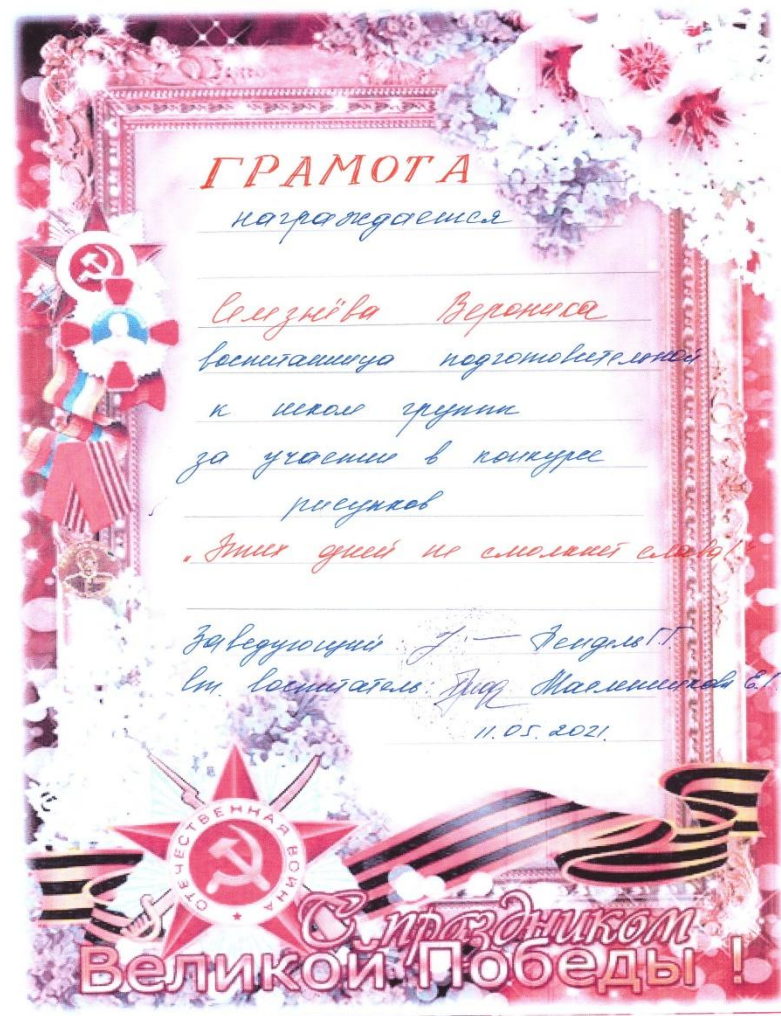 ГРАМОТА
награждается
Селезнёва Вероника
воспитанница подготовительной
к школе группы
за участие в конкурсе
рисунков
„Этих дней не смолкнет слава!"
Заведующий Г.Г.
Ст. воспитатель Масленникова Е.
11.05.2021.
ОТЕЧЕСТВЕННАЯ ВОЙНА
С праздником
Великой Победы !